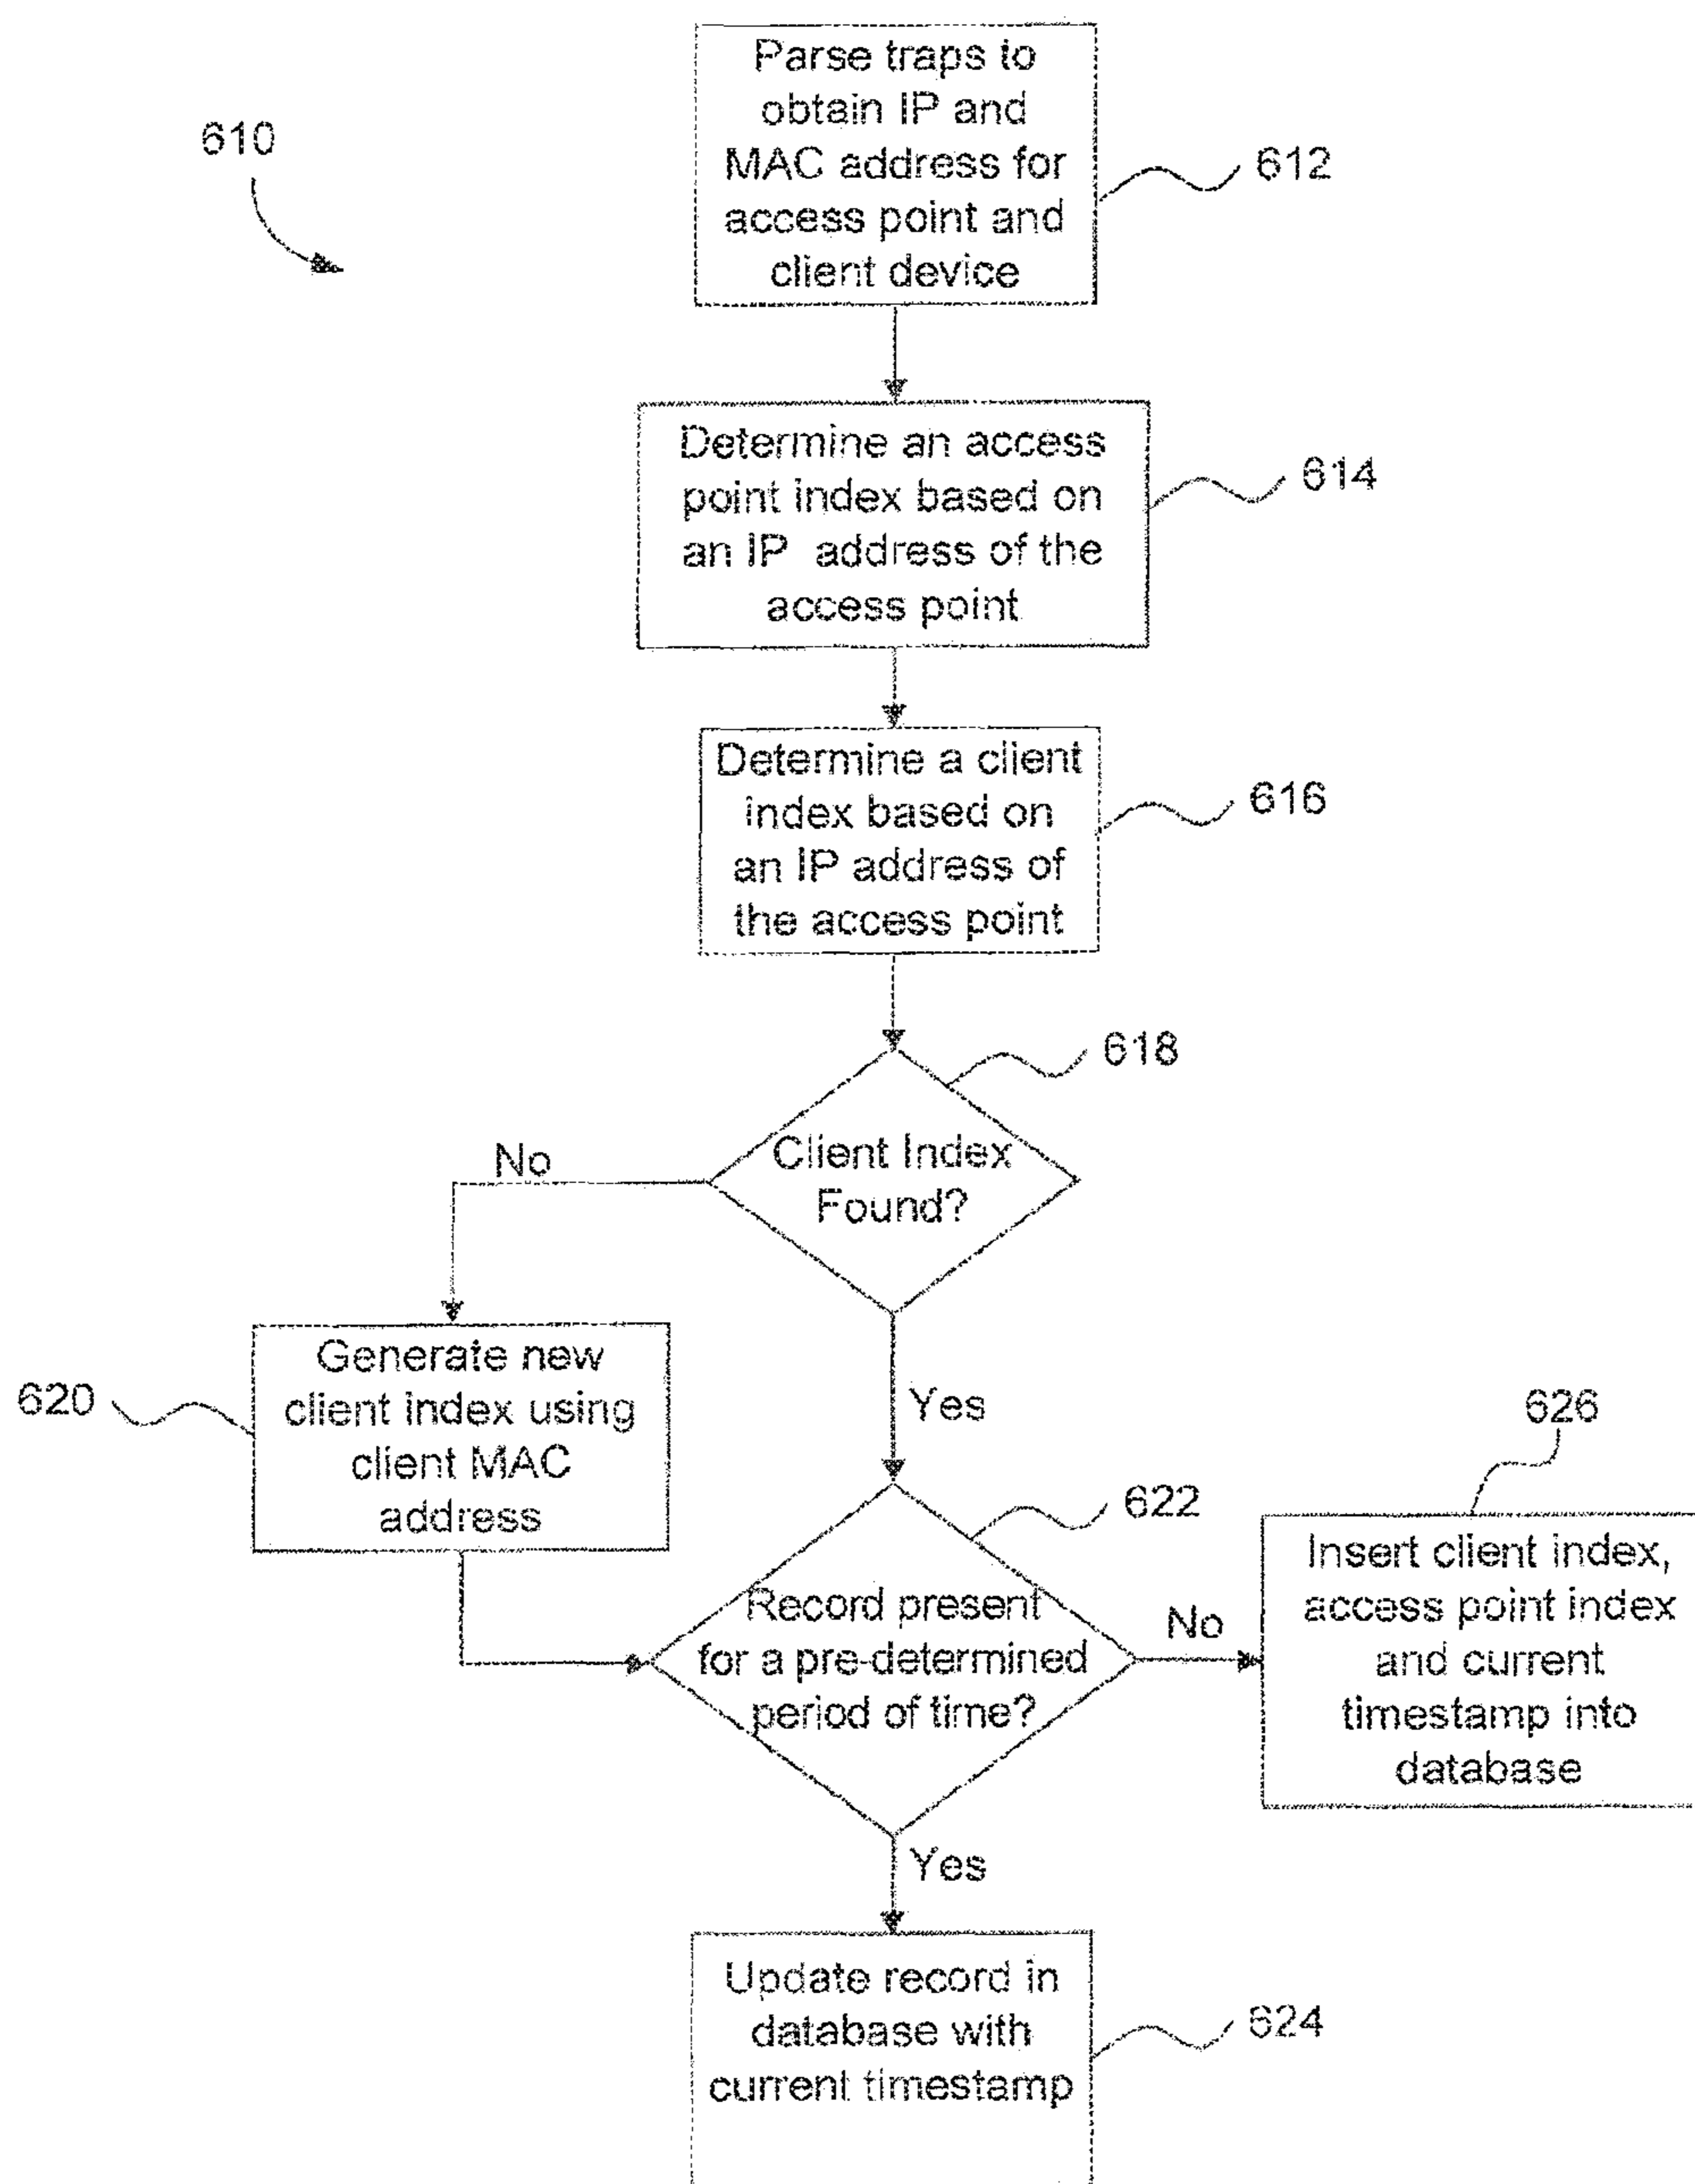 Parse traps to
obtain IP and
MAC address for
access point and
client device
610
612
Determine an access
point index based on
an IP address of the
access point
614
Determine a client
index based on
an IP address of
the access point
616
618
Client Index
Found?
No
Generate new
client index using
client MAC
address
620
Yes
622
626
Record present
for a pre-determined
period of time?
No
Insert client index,
access point index
and current
timestamp into
database
Yes
Update record in
database with
current timestamp
624